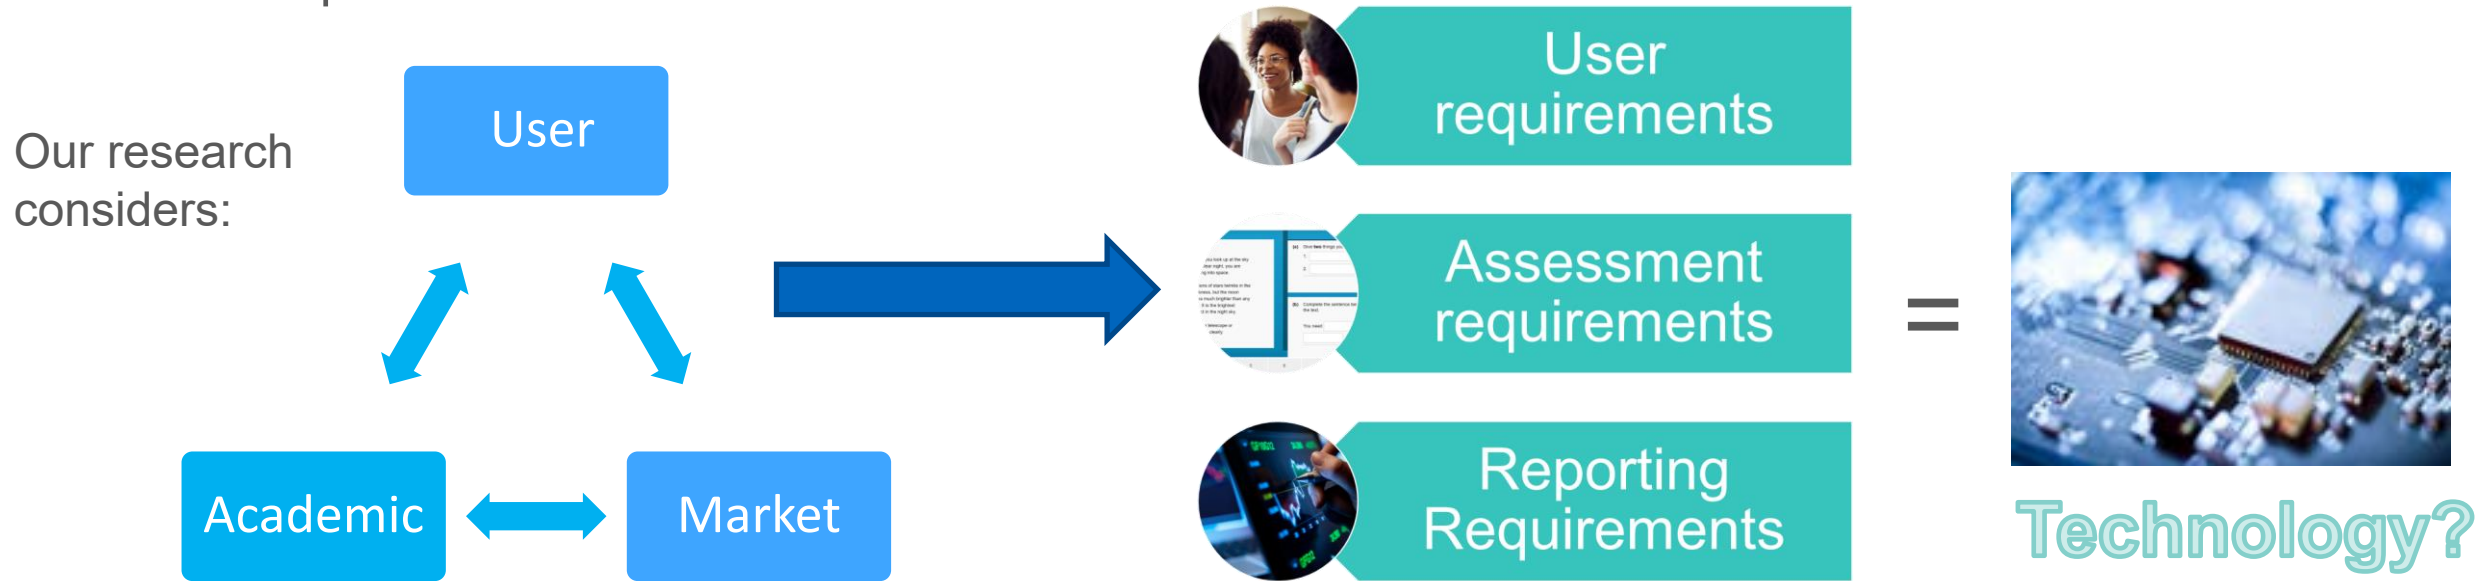 Our research
considers:
User
Academic
Market
User
requirements
Assessment
requirements
Reporting
Requirements
=
Technology?